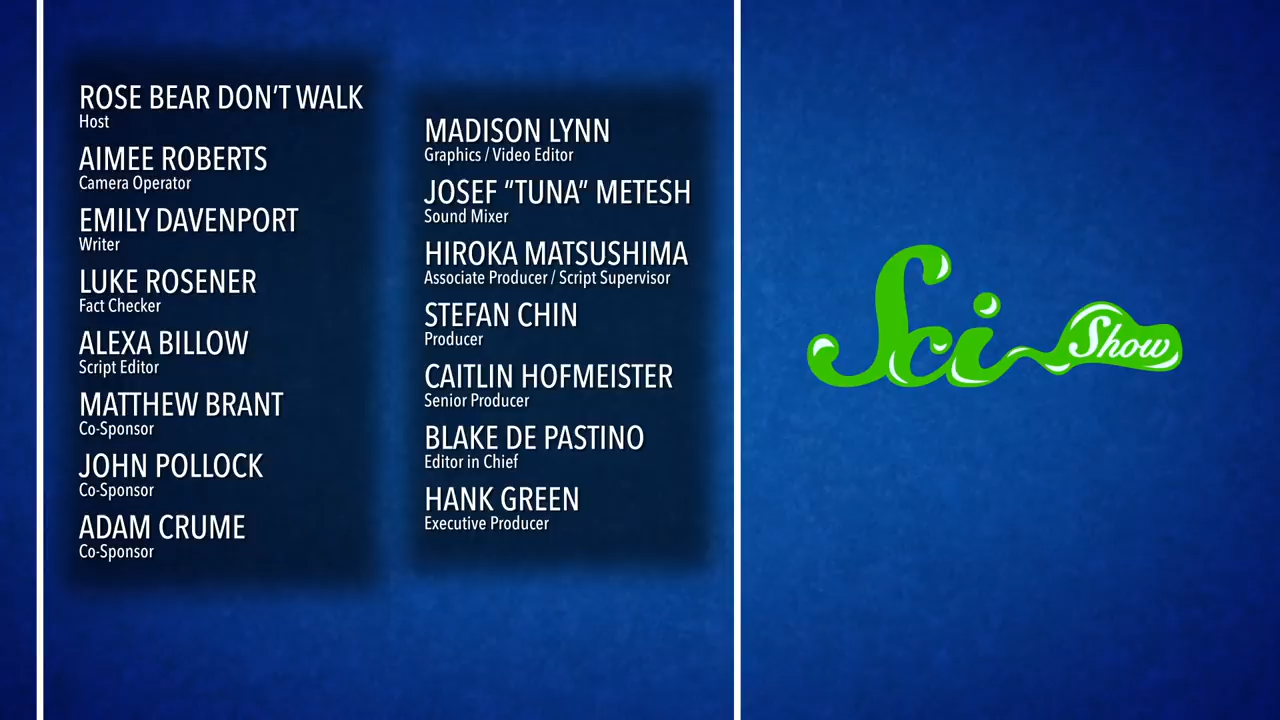 ROSE BEAR DON'T WALK
Host
AIMEE ROBERTS
Camera Operator
EMILY DAVENPORT
Writer
LUKE ROSENER
Fact Checker
ALEXA BILLOW
Script Editor
MATTHEW BRANT
Co-Sponsor
JOHN POLLOCK
Co-Sponsor
ADAM CRUME
Co-Sponsor
MADISON LYNN
Graphics / Video Editor
JOSEF “TUNA” METESH
Sound Mixer
HIROKA MATSUSHIMA
Associate Producer / Script Supervisor
STEFAN CHIN
Producer
CAITLIN HOFMEISTER
Senior Producer
BLAKE DE PASTINO
Editor in Chief
HANK GREEN
Executive Producer
Sci Show